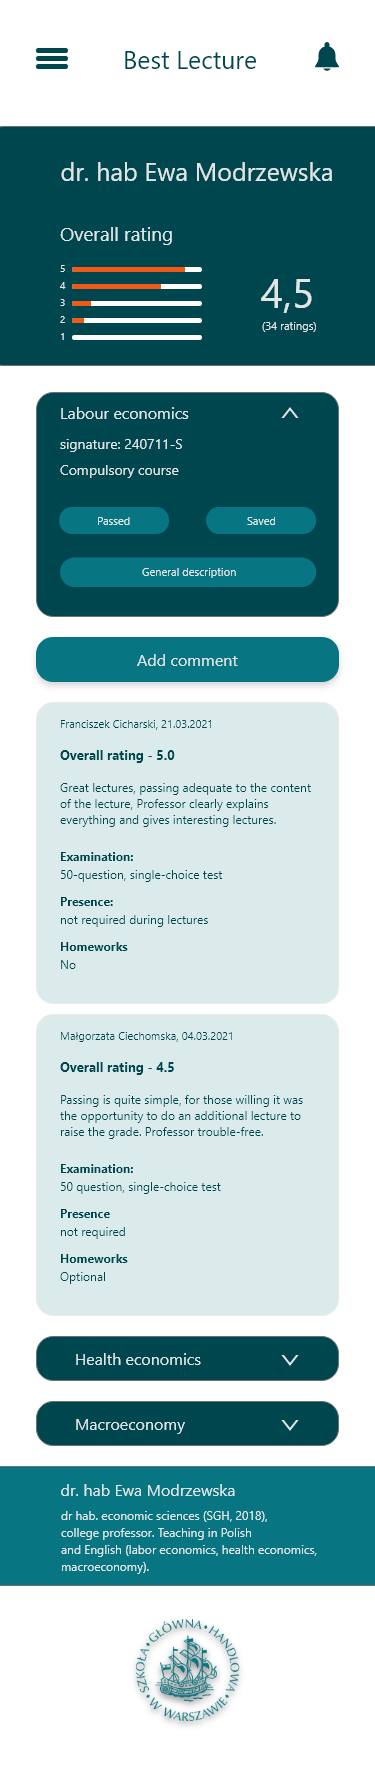 Best Lecture
dr. hab Ewa Modrzewska
Overall rating
5
4
3
2
1
4,5
(34 ratings)
Labour economics
signature: 240711-S
Compulsory course
Passed
Saved
General description
Add comment
Franciszek Cicharski, 21.03.2021
Overall rating - 5.0
Great lectures, passing adequate to the content
of the lecture, Professor clearly explains
everything and gives interesting lectures.
Examination:
50-question, single-choice test
Presence:
not required during lectures
Homeworks
No
Małgorzata Ciechomska, 04.03.2021
Overall rating - 4.5
Passing is quite simple, for those willing it was
the opportunity to do an additional lecture to
raise the grade. Professor trouble-free.
Examination:
50 question, single-choice test
Presence
not required
Homeworks
Optional
Health economics
Macroeconomy
dr. hab Ewa Modrzewska
dr hab. economic sciences (SGH, 2018),
college professor. Teaching in Polish
and English (labor economics, health economics,
macroeconomy).
SZKOŁA • GŁÓWNA • HANDLOWA
• W WARSZAWIE •